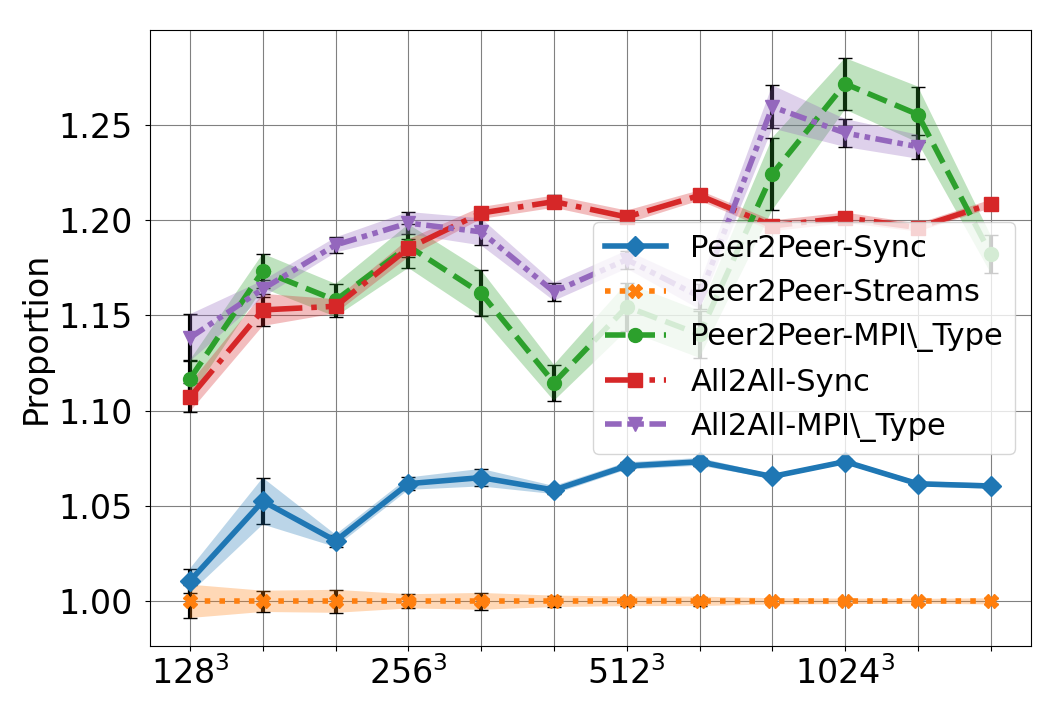 Proportion
1.25
1.20
1.15
1.10
1.05
1.00
128³
256³
512³
1024³
Peer2Peer-Sync
Peer2Peer-Streams
Peer2Peer-MPI\_Type
All2All-Sync
All2All-MPI\_Type